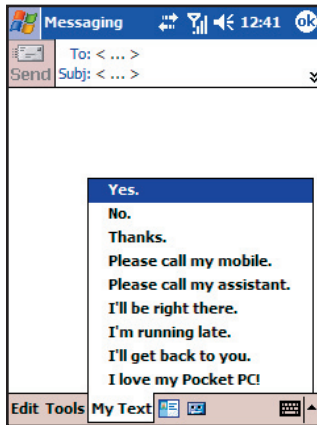 Messaging 12:41 ok
To: < ... >
Send Subj: < ... >
Yes.
No.
Thanks.
Please call my mobile.
Please call my assistant.
I'll be right there.
I'm running late.
I'll get back to you.
I love my Pocket PC!
Edit Tools My Text